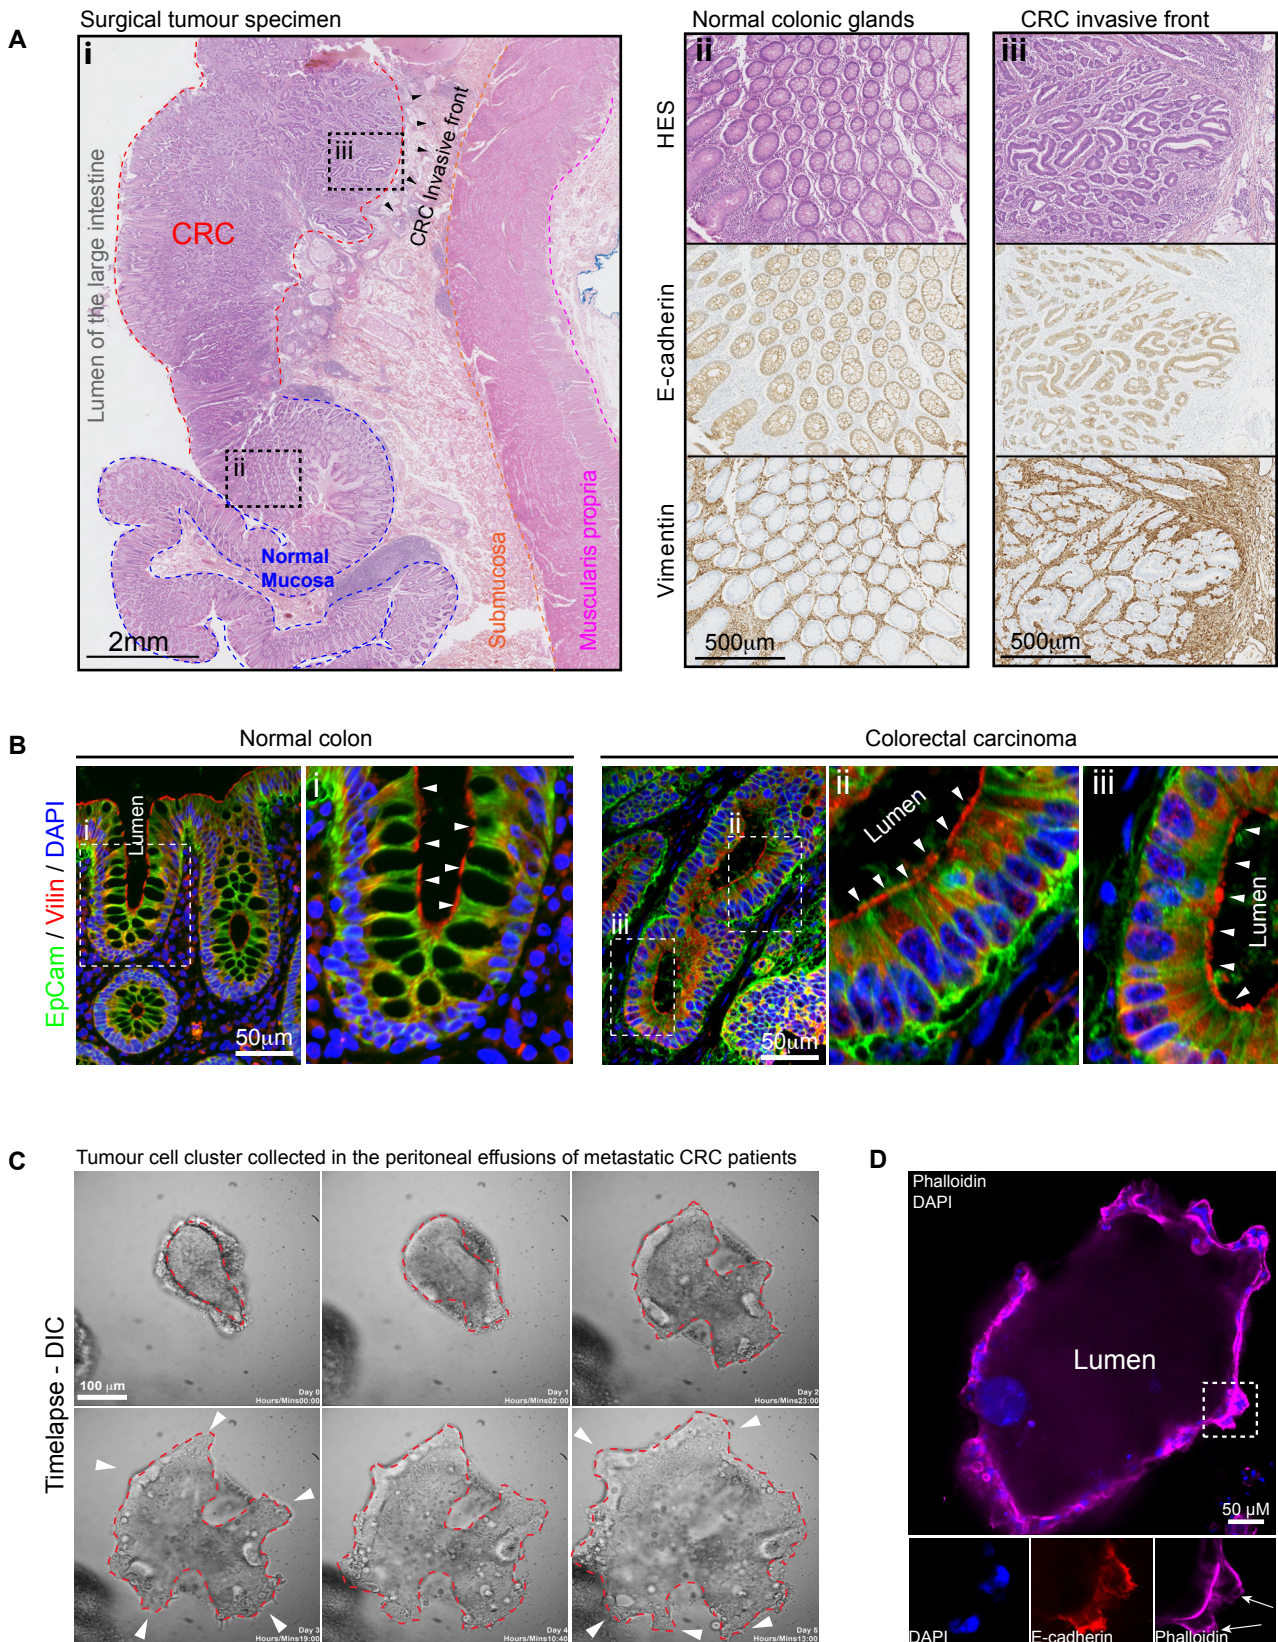 A
Surgical tumour specimen
Normal colonic glands
CRC invasive front
i
Lumen of the large intestine
CRC
iii
CRC Invasive front
ii
Normal
Mucosa
Submucosa
Muscularis propria
2mm
ii
iii
HES
E-cadherin
Vimentin
500μm
500μm
B
Normal colon
Colorectal carcinoma
EpCam / Vilin / DAPI
i
Lumen
50μm
i
ii
iii
50μm
ii
Lumen
iii
Lumen
C
Tumour cell cluster collected in the peritoneal effusions of metastatic CRC patients
Timelapse - DIC
100 μm
Day 0
Hours/Mins00:00
Day 1
Hours/Mins02:00
Day 2
Hours/Mins23:00
Day 3
Hours/Mins19:00
Day 4
Hours/Mins10:40
Day 5
Hours/Mins13:00
D
Phalloidin
DAPI
Lumen
50 μM
DAPI
E-cadherin
Phalloidin